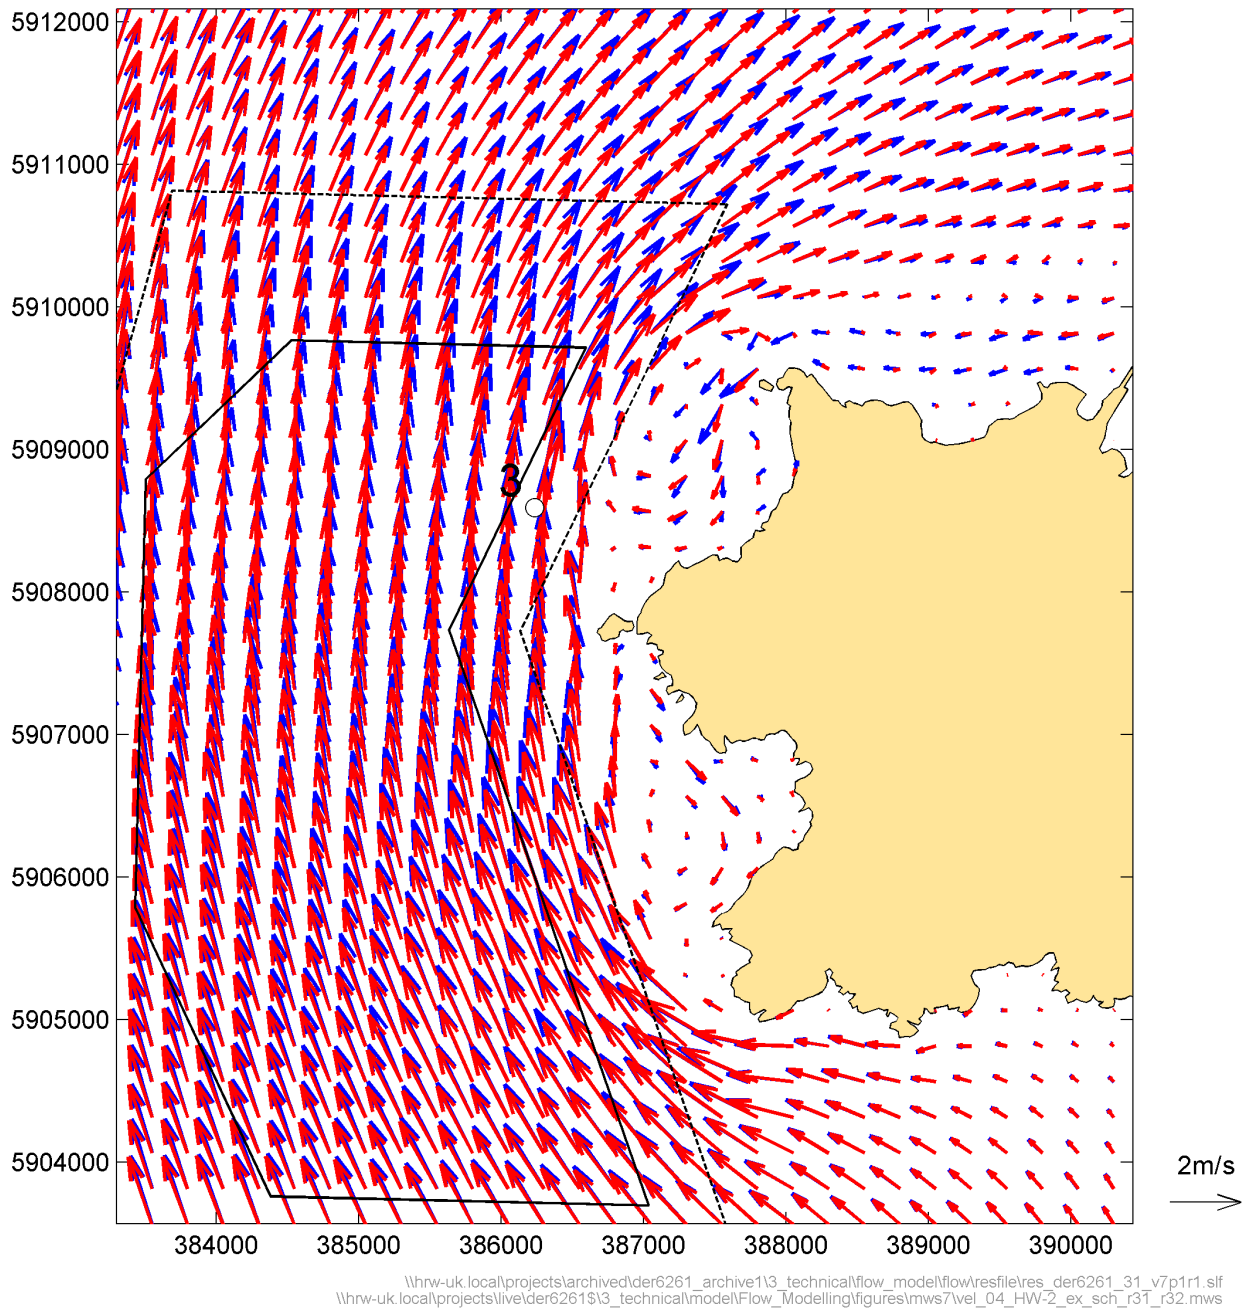 5912000
5911000
5910000
5909000
3
5908000
5907000
5906000
5905000
5904000
2m/s
384000 385000 386000 387000 388000 389000 390000
\\hrw-uk.local\projects\archived\der6261_archive1\3_technical\flow_model\flow\resfile\res_der6261_31_v7p1r1.slf
\\hrw-uk.local\projects\live\der6261$\3_technical\model\Flow_Modelling\figures\mws7\vel_04_HW-2_ex_sch_r31_r32.mws